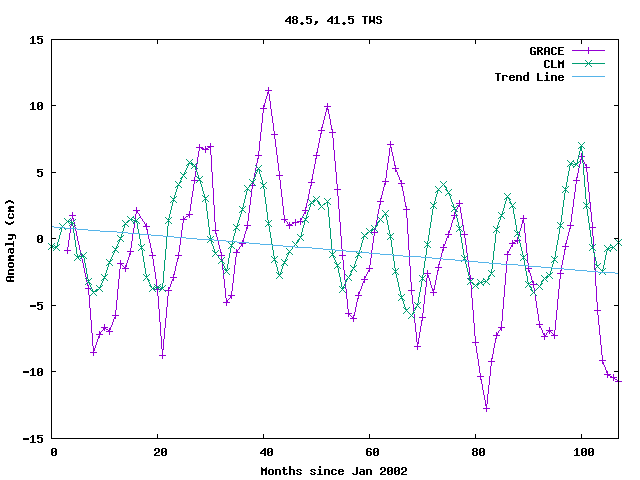 48.5, 41.5 TWS
GRACE
CLM
Trend Line
Anomaly (cm)
15
10
5
0
-5
-10
-15
0 20 40 60 80 100
Months since Jan 2002